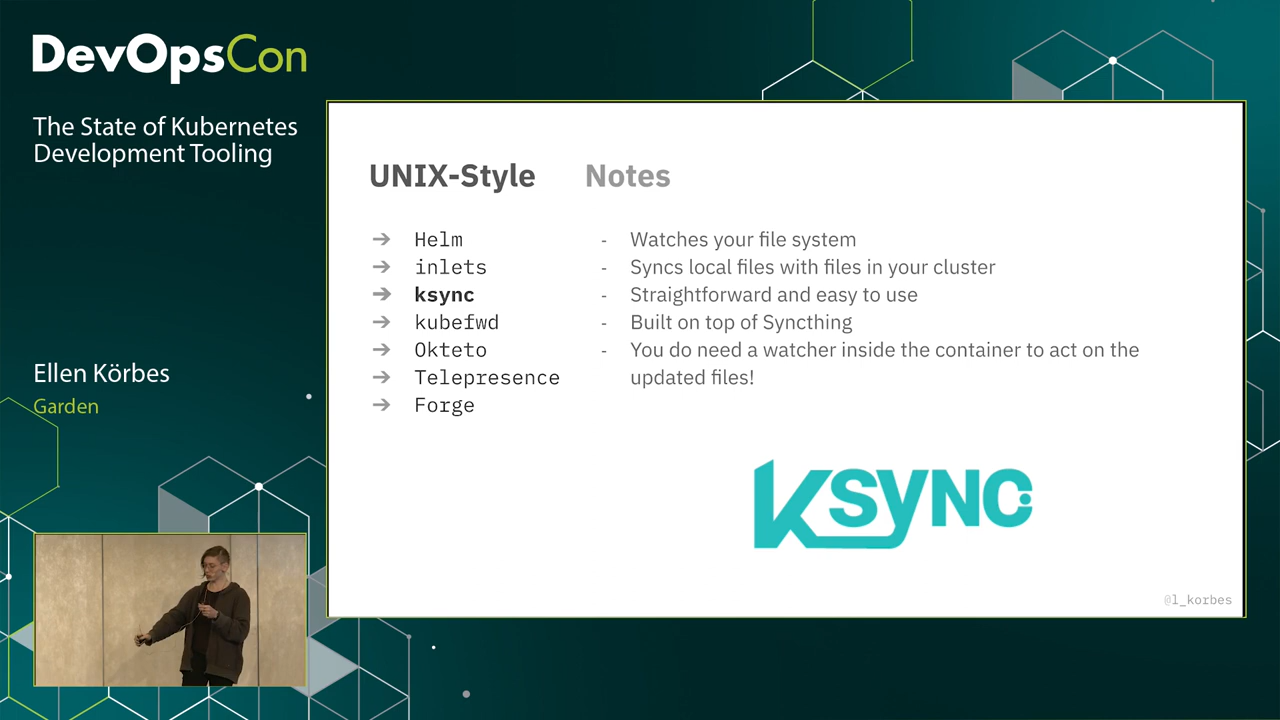 DevOpsCon
The State of Kubernetes
Development Tooling
Ellen Körbes
Garden
UNIX-Style
➔ Helm
➔ inlets
➔ ksync
➔ kubefwd
➔ Okteto
➔ Telepresence
➔ Forge
Notes
- Watches your file system
- Syncs local files with files in your cluster
- Straightforward and easy to use
- Built on top of Syncthing
- You do need a watcher inside the container to act on the
updated files!
ksync
@l_korbes